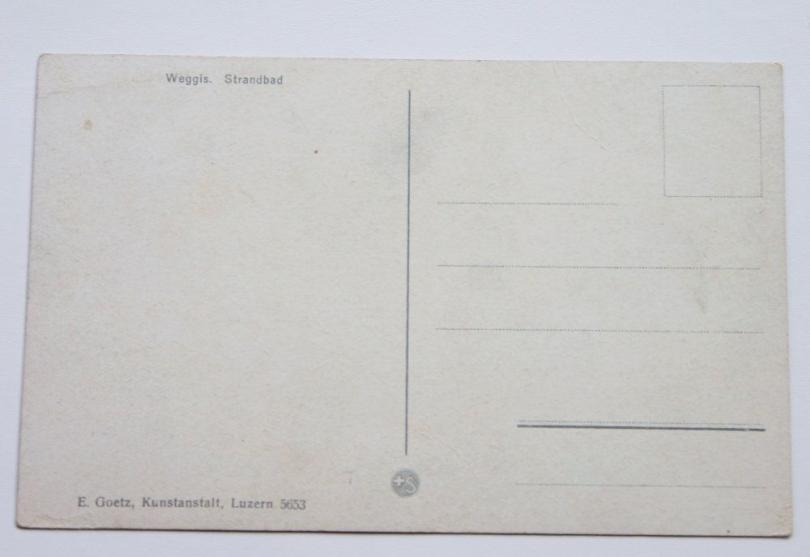 Weggis. Strandbad
E. Goetz, Kunstanstalt, Luzern 5653